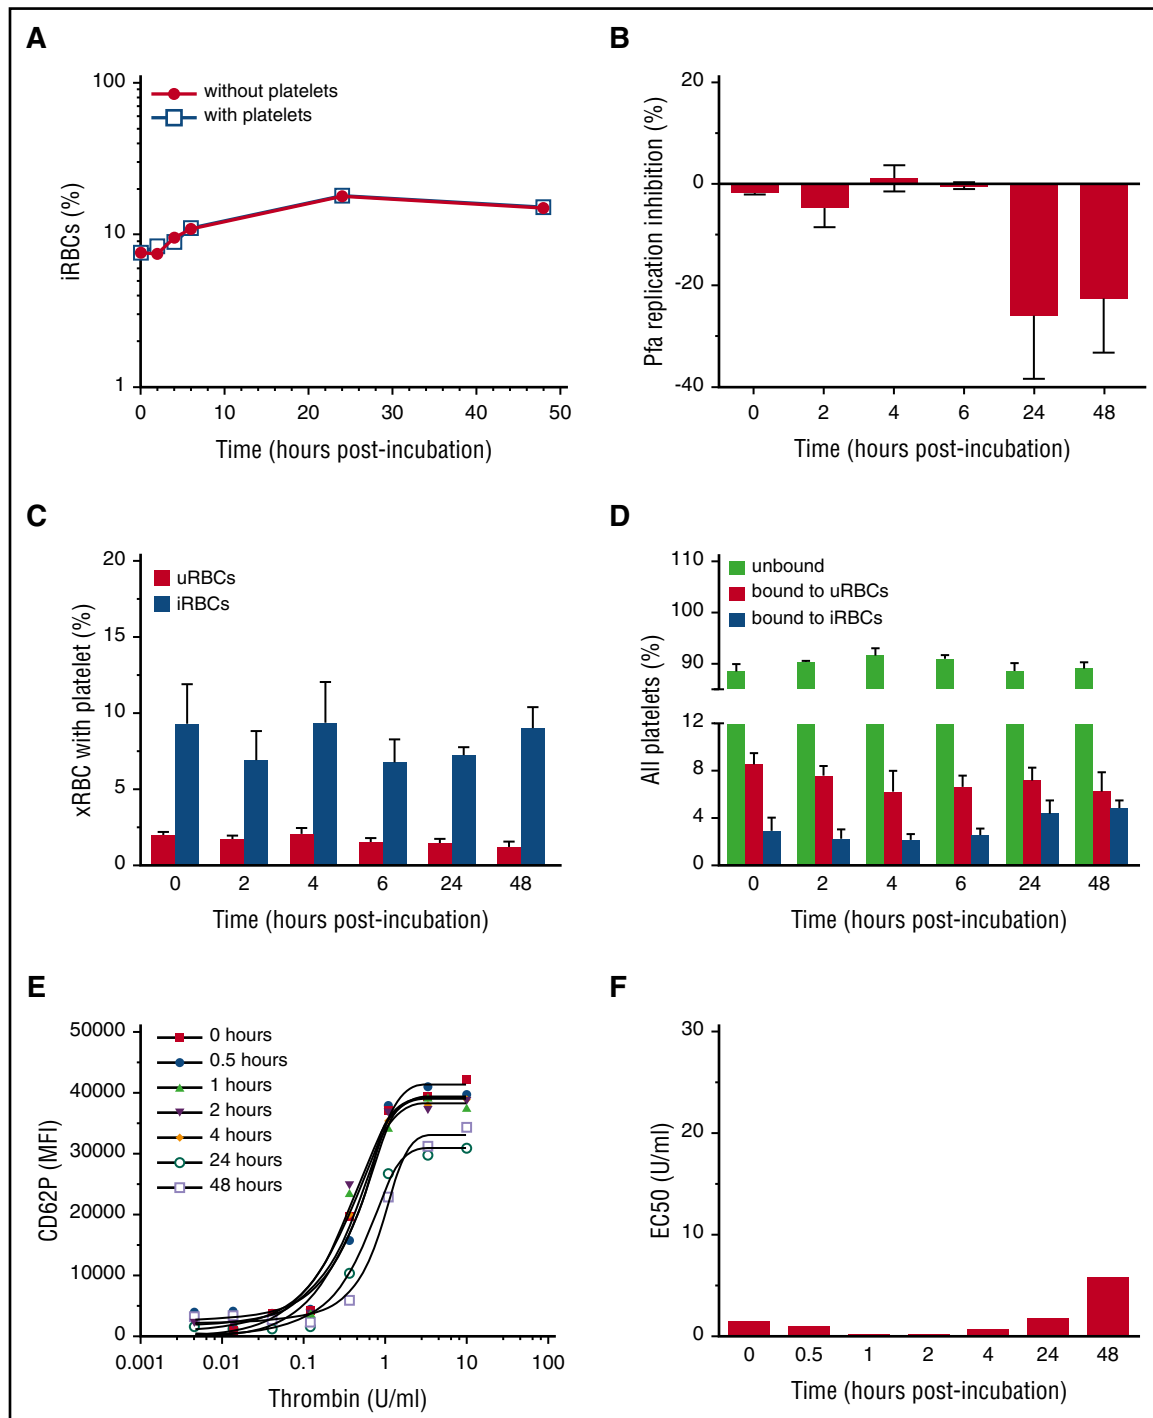 A
100
10
1
iRBCs (%)
without platelets
with platelets
0 10 20 30 40 50
Time (hours post-incubation)
B
20
0
-20
-40
Pfa replication inhibition (%)
0 2 4 6 24 48
Time (hours post-incubation)
C
20
15
10
5
0
xRBC with platelet (%)
uRBCs
iRBCs
0 2 4 6 24 48
Time (hours post-incubation)
D
110
100
90
12
8
4
0
All platelets (%)
unbound
bound to uRBCs
bound to iRBCs
0 2 4 6 24 48
Time (hours post-incubation)
E
50000
40000
30000
20000
10000
0
CD62P (MFI)
0 hours
0.5 hours
1 hours
2 hours
4 hours
24 hours
48 hours
0.001 0.01 0.1 1 10 100
Thrombin (U/ml)
F
30
20
10
0
EC50 (U/ml)
0 0.5 1 2 4 24 48
Time (hours post-incubation)